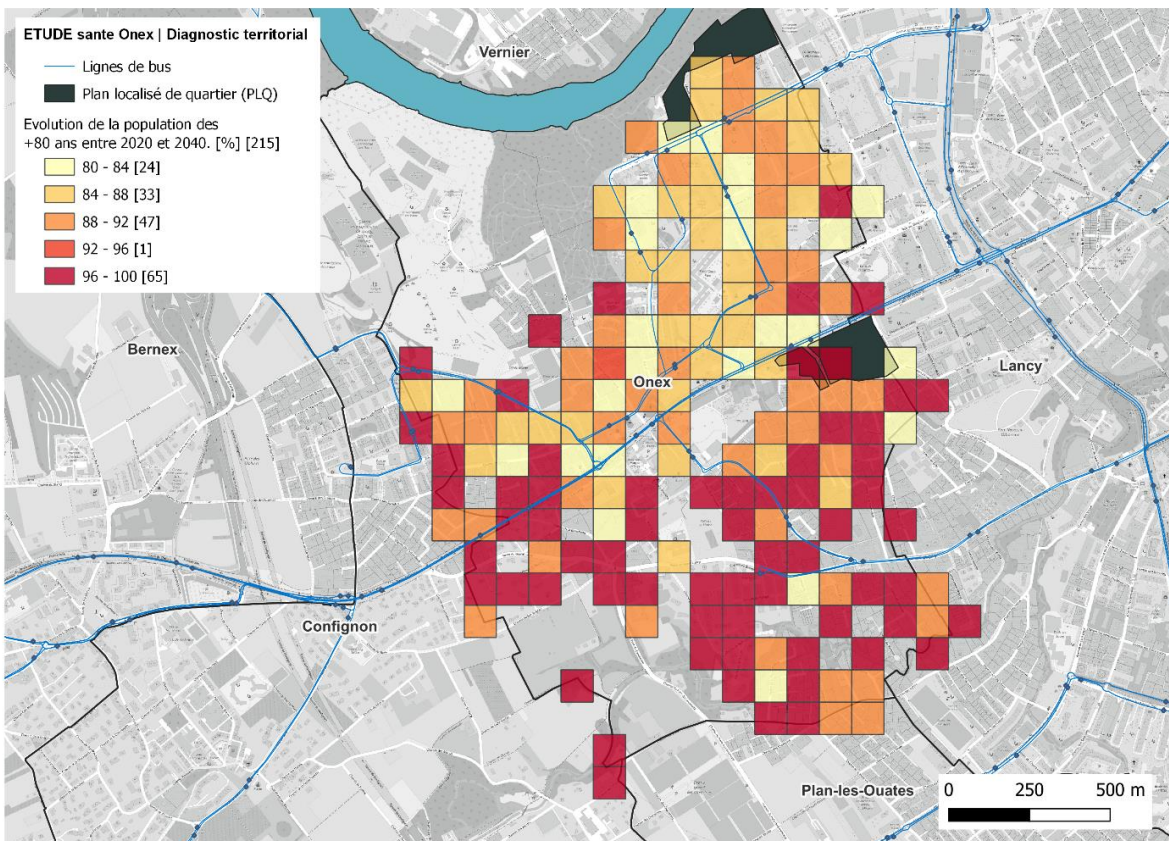 ETUDE sante Onex | Diagnostic territorial
Lignes de bus
Plan localisé de quartier (PLQ)
Evolution de la population des
+80 ans entre 2020 et 2040. [%] [215]
80 - 84 [24]
84 - 88 [33]
88 - 92 [47]
92 - 96 [1]
96 - 100 [65]
Vernier
Bernex
Onex
Lancy
Confignon
Plan-les-Ouates
0 250 500 m